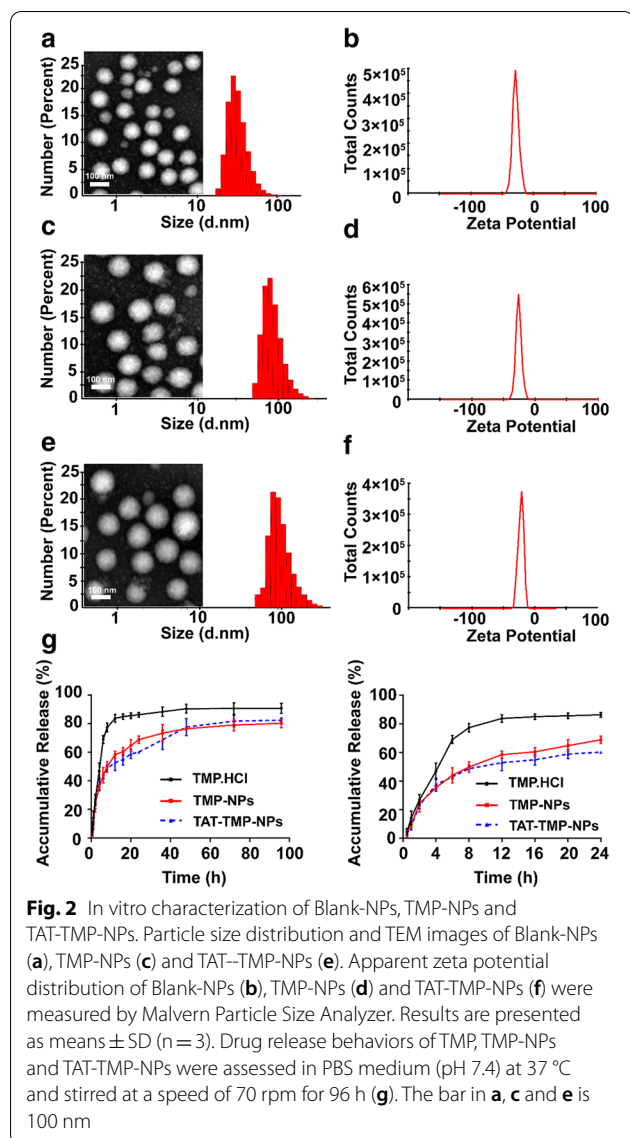 a
b
Number (Percent)
25
20
15
10
5
0
100 nm
1
100
Size (d.nm)
Total Counts
5×10⁵
4×10⁵
3×10⁵
2×10⁵
1×10⁵
0
-100
0
100
Zeta Potential
c
d
Number (Percent)
25
20
15
10
5
0
100 nm
1
10
100
Size (d.nm)
Total Counts
6×10⁵
5×10⁵
4×10⁵
3×10⁵
2×10⁵
1×10⁵
0
-100
0
100
Zeta Potential
e
f
Number (Percent)
25
20
15
10
5
0
100 nm
1
10
100
Size (d.nm)
Total Counts
4×10⁵
3×10⁵
2×10⁵
1×10⁵
0
-100
0
100
Zeta Potential
g
Accumulative Release (%)
100
80
60
40
20
0
TMP.HCl
TMP-NPs
TAT-TMP-NPs
0 20 40 60 80 100
Time (h)
Accumulative Release (%)
100
80
60
40
20
0
TMP.HCl
TMP-NPs
TAT-TMP-NPs
0 4 8 12 16 20 24
Time (h)
Fig. 2 In vitro characterization of Blank-NPs, TMP-NPs and
TAT-TMP-NPs. Particle size distribution and TEM images of Blank-NPs
(a), TMP-NPs (c) and TAT--TMP-NPs (e). Apparent zeta potential
distribution of Blank-NPs (b), TMP-NPs (d) and TAT-TMP-NPs (f) were
measured by Malvern Particle Size Analyzer. Results are presented
as means ± SD (n = 3). Drug release behaviors of TMP, TMP-NPs
and TAT-TMP-NPs were assessed in PBS medium (pH 7.4) at 37 °C
and stirred at a speed of 70 rpm for 96 h (g). The bar in a, c and e is
100 nm